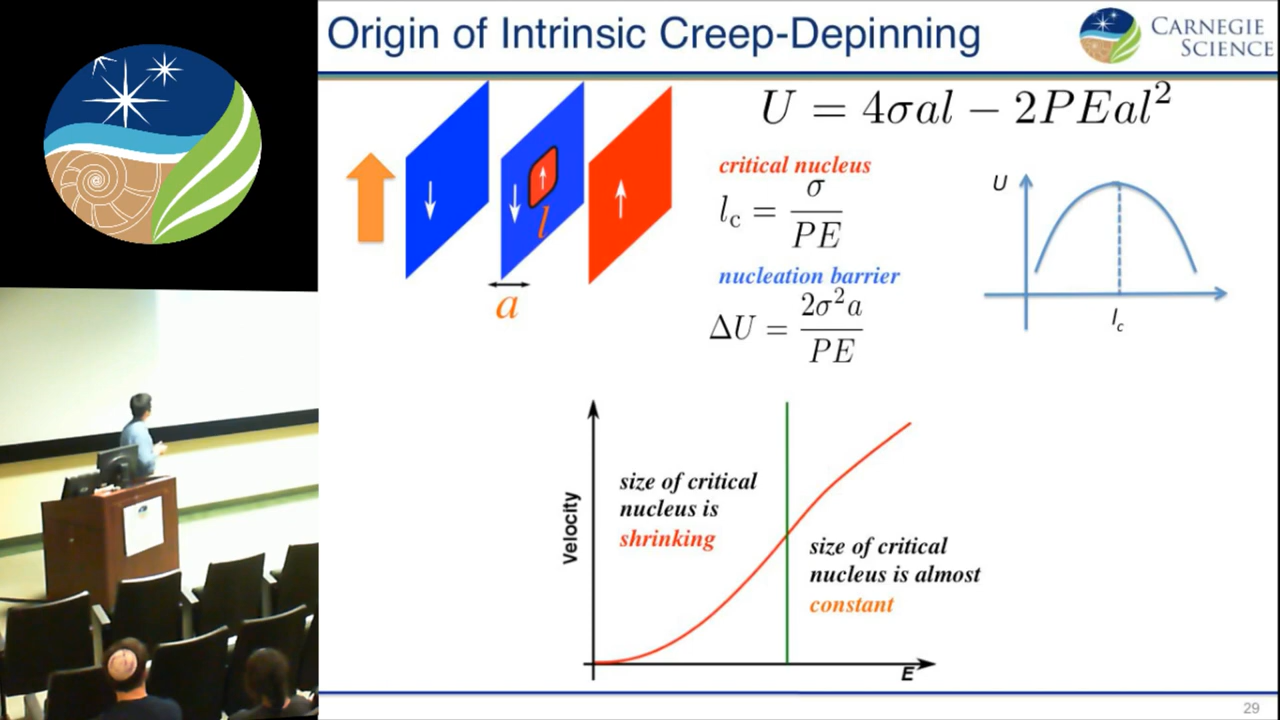 Origin of Intrinsic Creep-Depinning
CARNEGIE
SCIENCE
U = 4σal − 2PEal²
l
a
critical nucleus
l_c = σ / PE
nucleation barrier
ΔU = 2σ²a / PE
U
l_c
Velocity
size of critical
nucleus is
shrinking
size of critical
nucleus is almost
constant
E
29